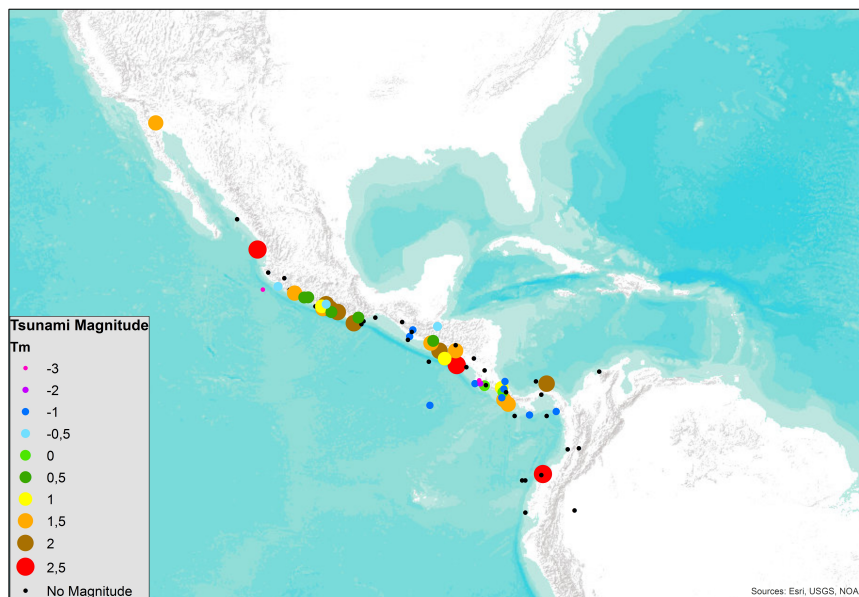 Tsunami Magnitude
Tm
-3
-2
-1
-0,5
0
0,5
1
1,5
2
2,5
No Magnitude
Sources: Esri, USGS, NOA